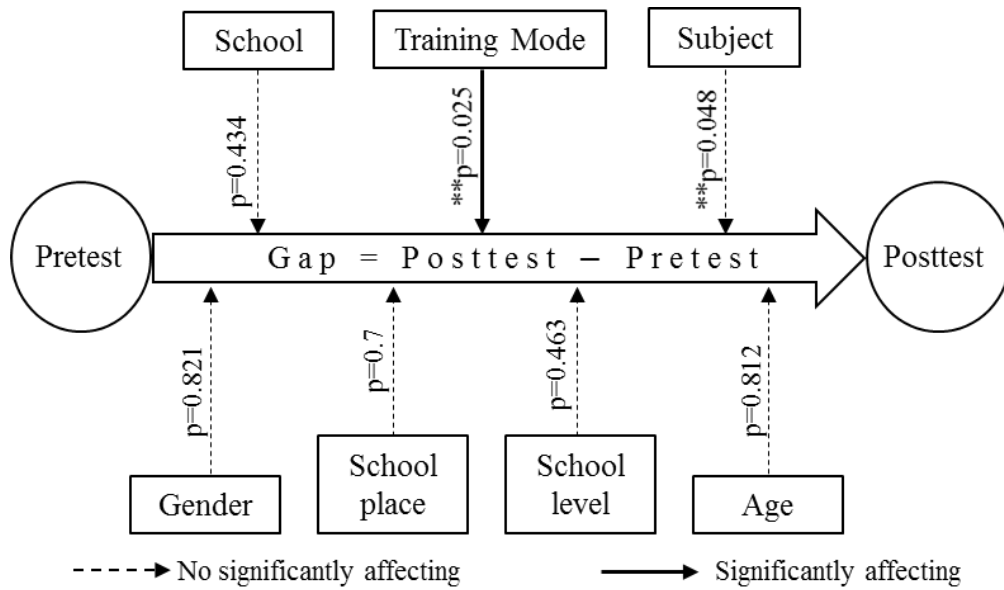 School
Training Mode
Subject
p=0.434
**p=0.025
**p=0.048
Pretest
Gap = Posttest – Pretest
Posttest
p=0.821
p=0.7
p=0.463
p=0.812
Gender
School
place
School
level
Age
No significantly affecting
Significantly affecting